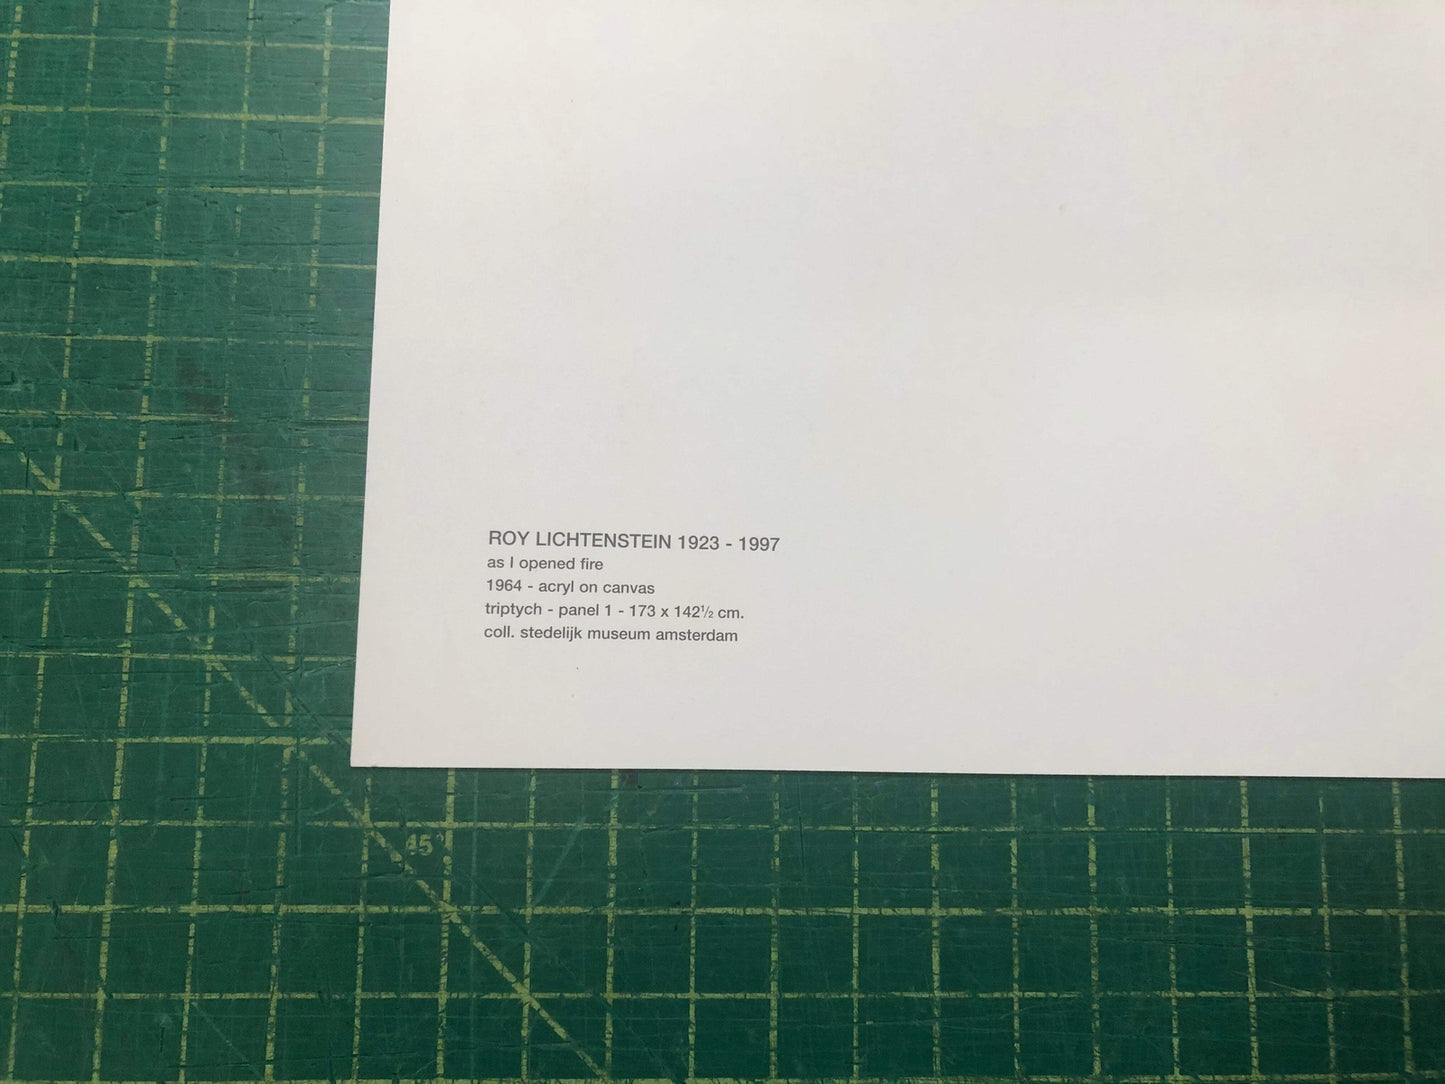 ROY LICHTENSTEIN 1923 - 1997
as I opened fire
1964 - acryl on canvas
triptych - panel 1 - 173 x 142½ cm.
coll. stedelijk museum amsterdam
45°